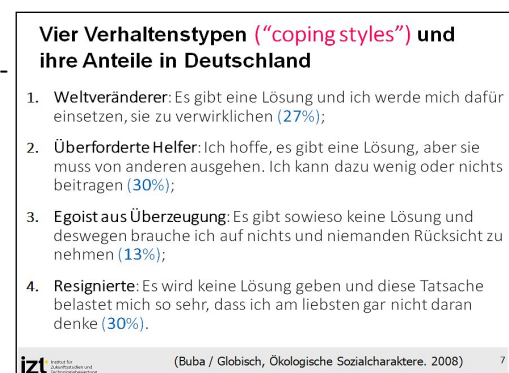 Vier Verhaltenstypen (“coping styles”) und
ihre Anteile in Deutschland
1. Weltveränderer: Es gibt eine Lösung und ich werde mich dafür
einsetzen, sie zu verwirklichen (27%);
2. Überforderte Helfer: Ich hoffe, es gibt eine Lösung, aber sie
muss von anderen ausgehen. Ich kann dazu wenig oder nichts
beitragen (30%);
3. Egoist aus Überzeugung: Es gibt sowieso keine Lösung und
deswegen brauche ich auf nichts und niemanden Rücksicht zu
nehmen (13%);
4. Resignierte: Es wird keine Lösung geben und diese Tatsache
belastet mich so sehr, dass ich am liebsten gar nicht daran
denke (30%).
izt Institut für
Zukunftsstudien und
Technologiebewertung
(Buba / Globisch, Ökologische Sozialcharaktere. 2008) 7